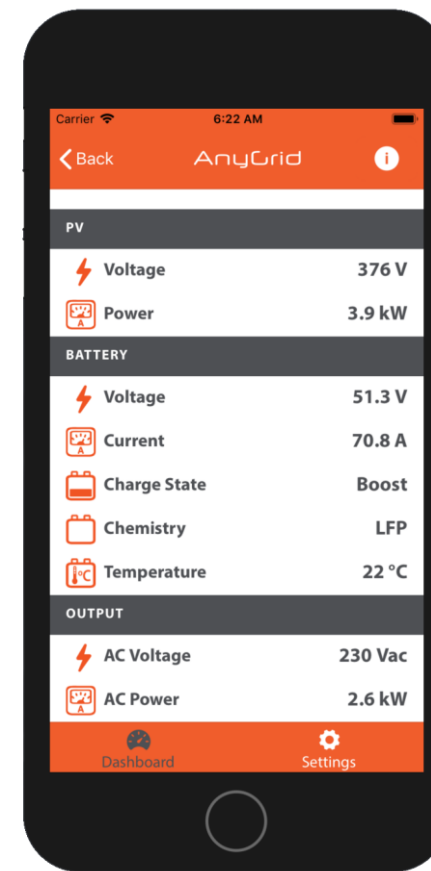 Carrier 6:22 AM
Back AnyGrid i
PV
Voltage 376 V
A Power 3.9 kW
BATTERY
Voltage 51.3 V
A Current 70.8 A
Charge State Boost
Chemistry LFP
°C Temperature 22 °C
OUTPUT
AC Voltage 230 Vac
A AC Power 2.6 kW
Dashboard Settings